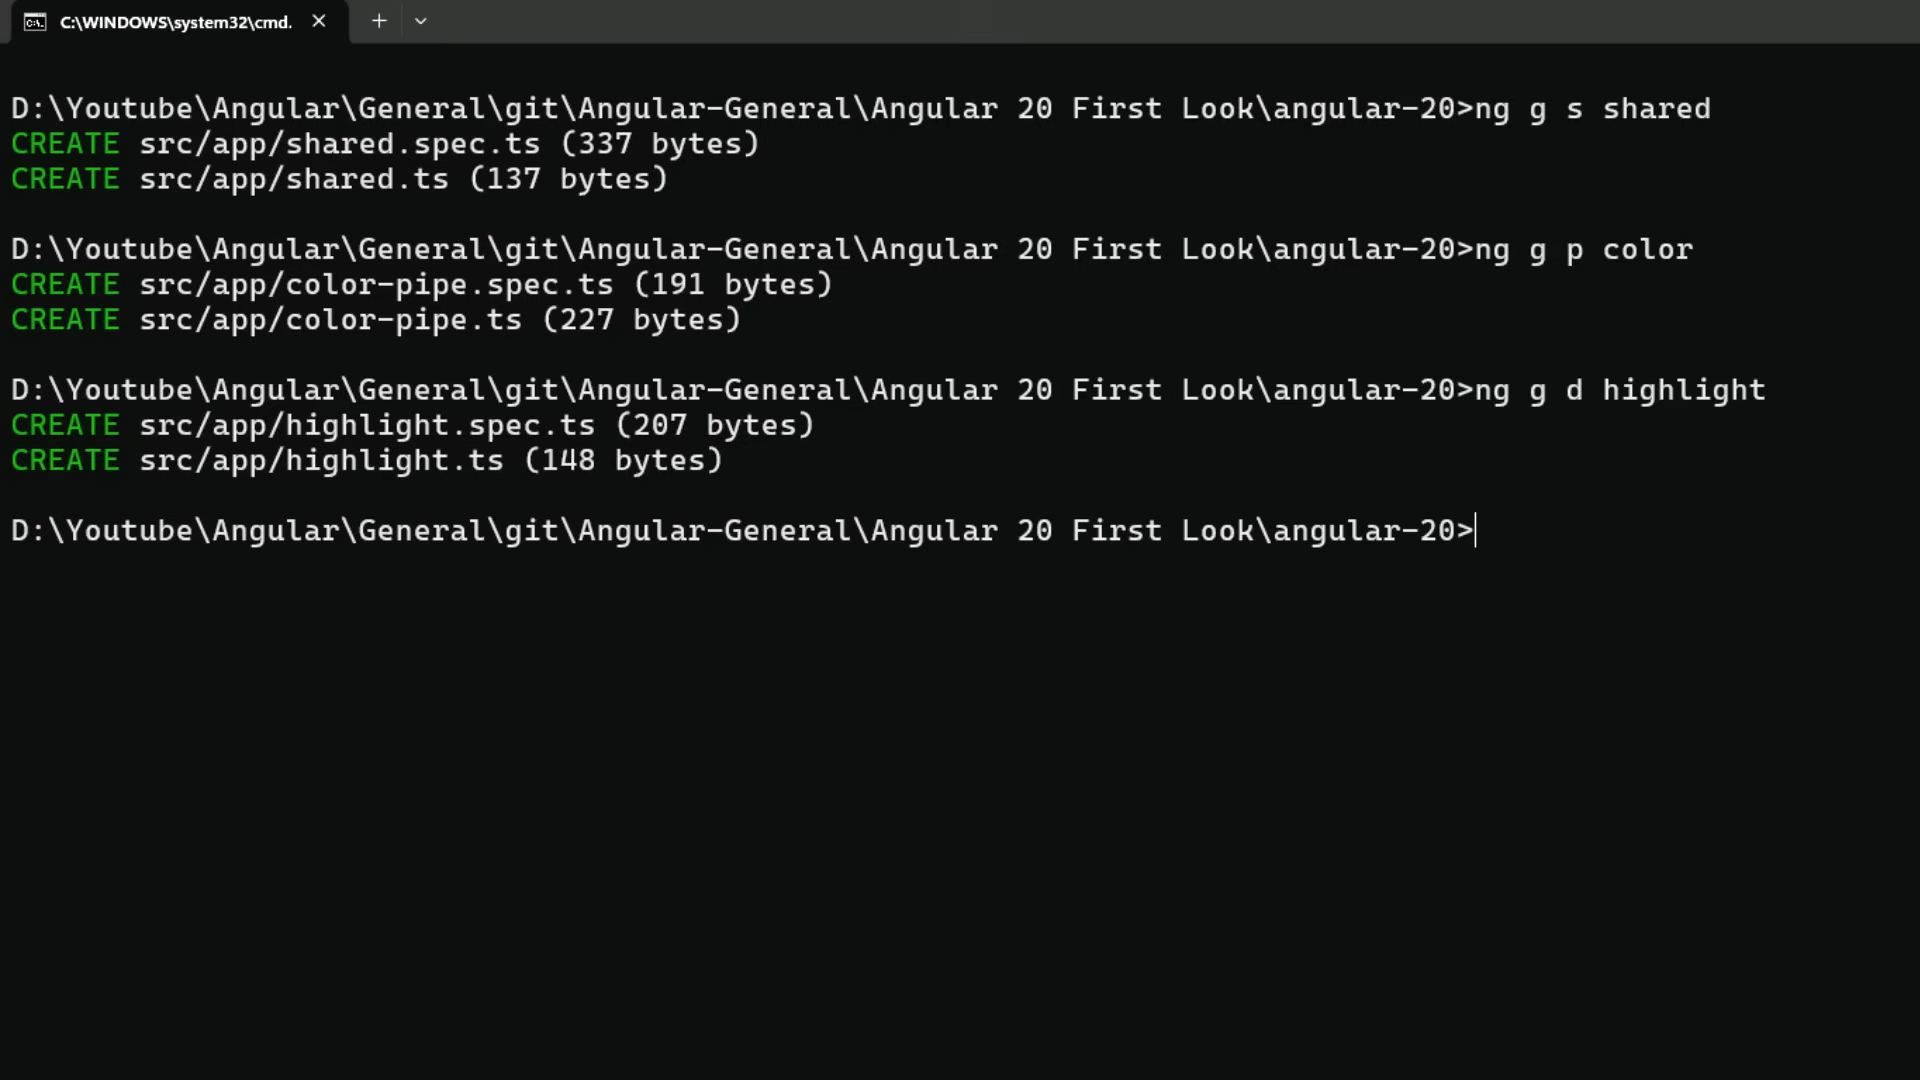 C:\WINDOWS\system32\cmd.
D:\Youtube\Angular\General\git\Angular-General\Angular 20 First Look\angular-20>ng g s shared
CREATE src/app/shared.spec.ts (337 bytes)
CREATE src/app/shared.ts (137 bytes)
D:\Youtube\Angular\General\git\Angular-General\Angular 20 First Look\angular-20>ng g p color
CREATE src/app/color-pipe.spec.ts (191 bytes)
CREATE src/app/color-pipe.ts (227 bytes)
D:\Youtube\Angular\General\git\Angular-General\Angular 20 First Look\angular-20>ng g d highlight
CREATE src/app/highlight.spec.ts (207 bytes)
CREATE src/app/highlight.ts (148 bytes)
D:\Youtube\Angular\General\git\Angular-General\Angular 20 First Look\angular-20>